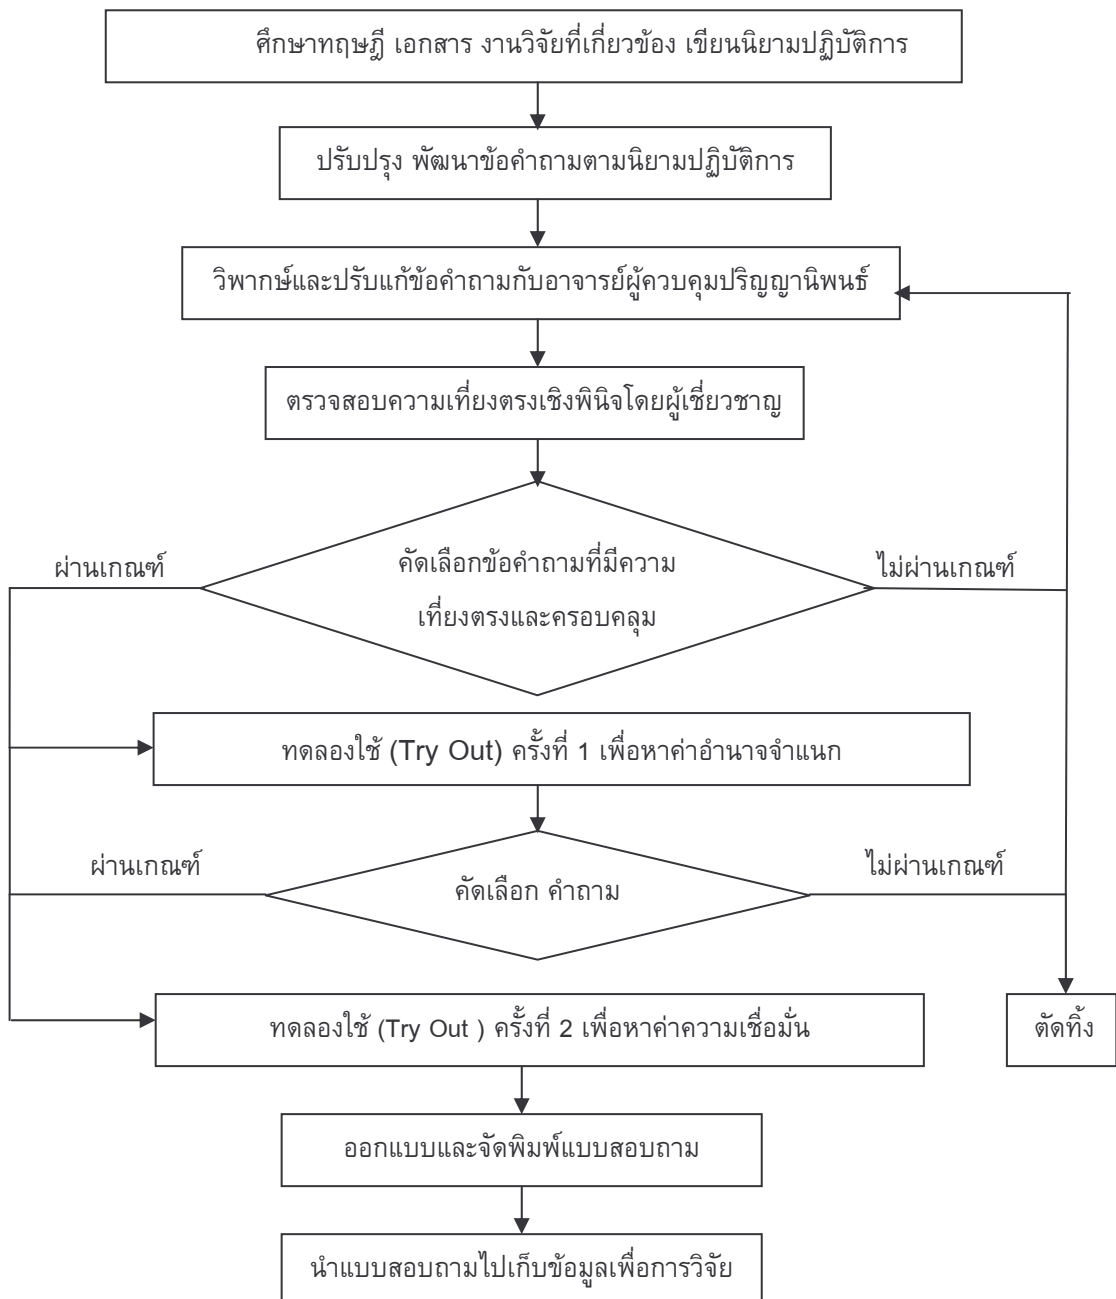 ศึกษาทฤษฎี เอกสาร งานวิจัยที่เกี่ยวข้อง เขียนนิยามปฏิบัติการ
ปรับปรุง พัฒนาข้อคำถามตามนิยามปฏิบัติการ
วิพากษ์และปรับแก้ข้อคำถามกับอาจารย์ผู้ควบคุมปริญญานิพนธ์
ตรวจสอบความเที่ยงตรงเชิงพินิจโดยผู้เชี่ยวชาญ
ผ่านเกณฑ์
คัดเลือกข้อคำถามที่มีความ
เที่ยงตรงและครอบคลุม
ไม่ผ่านเกณฑ์
ทดลองใช้ (Try Out) ครั้งที่ 1 เพื่อหาค่าอำนาจจำแนก
ผ่านเกณฑ์
คัดเลือก คำถาม
ไม่ผ่านเกณฑ์
ทดลองใช้ (Try Out ) ครั้งที่ 2 เพื่อหาค่าความเชื่อมั่น
ตัดทิ้ง
ออกแบบและจัดพิมพ์แบบสอบถาม
นำแบบสอบถามไปเก็บข้อมูลเพื่อการวิจัย